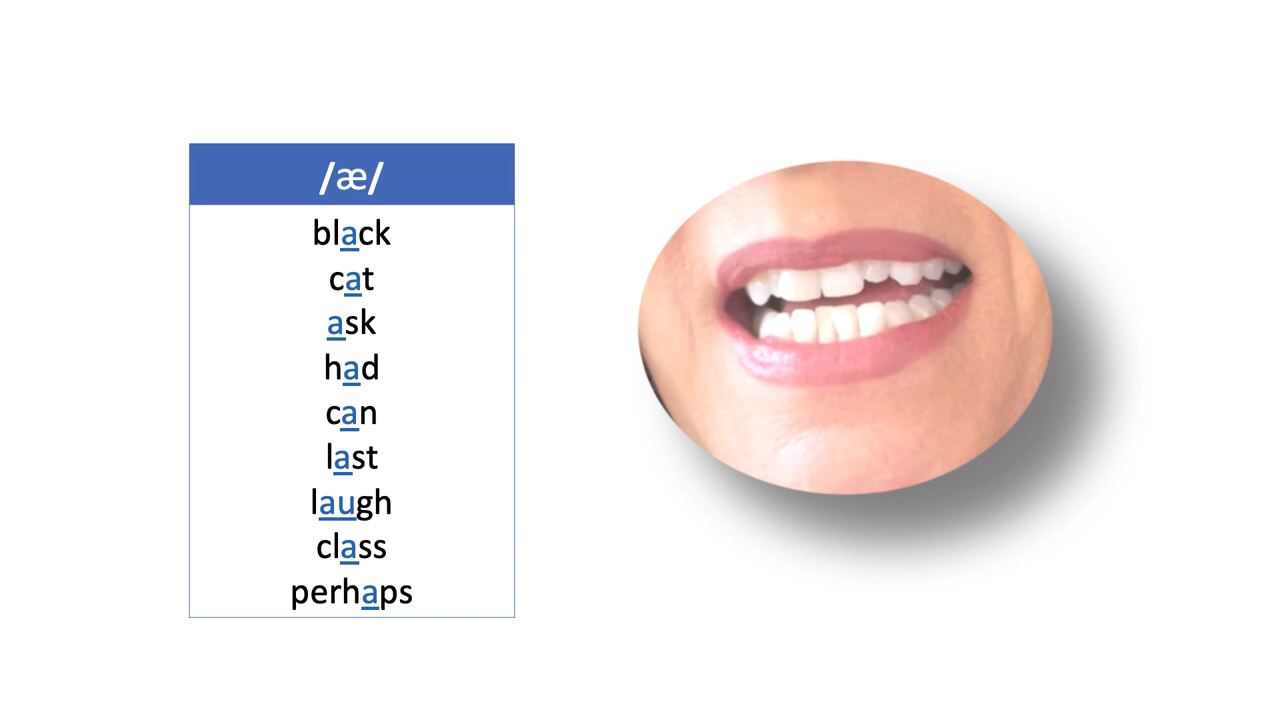 /æ/
black
cat
ask
had
can
last
laugh
class
perhaps